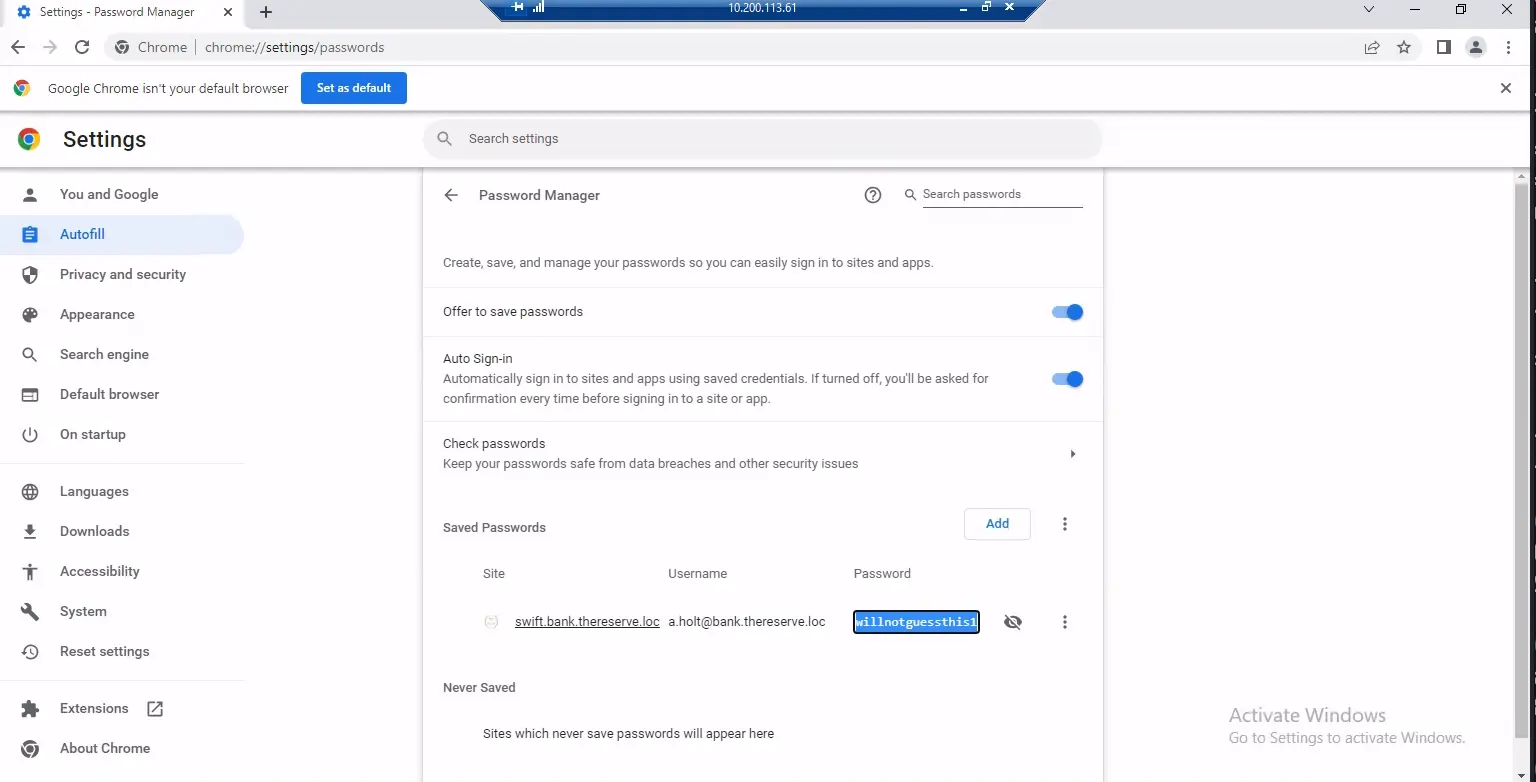 Settings - Password Manager
10.200.113.61
Chrome | chrome://settings/passwords
Google Chrome isn't your default browser
Set as default
Settings
Search settings
You and Google
Autofill
Privacy and security
Appearance
Search engine
Default browser
On startup
Languages
Downloads
Accessibility
System
Reset settings
Extensions
About Chrome
Password Manager
Search passwords
Create, save, and manage your passwords so you can easily sign in to sites and apps.
Offer to save passwords
Auto Sign-in
Automatically sign in to sites and apps using saved credentials. If turned off, you'll be asked for
confirmation every time before signing in to a site or app.
Check passwords
Keep your passwords safe from data breaches and other security issues
Saved Passwords
Add
Site Username Password
swift.bank.thereserve.loc a.holt@bank.thereserve.loc willnotguessthis1
Never Saved
Sites which never save passwords will appear here
Activate Windows
Go to Settings to activate Windows.